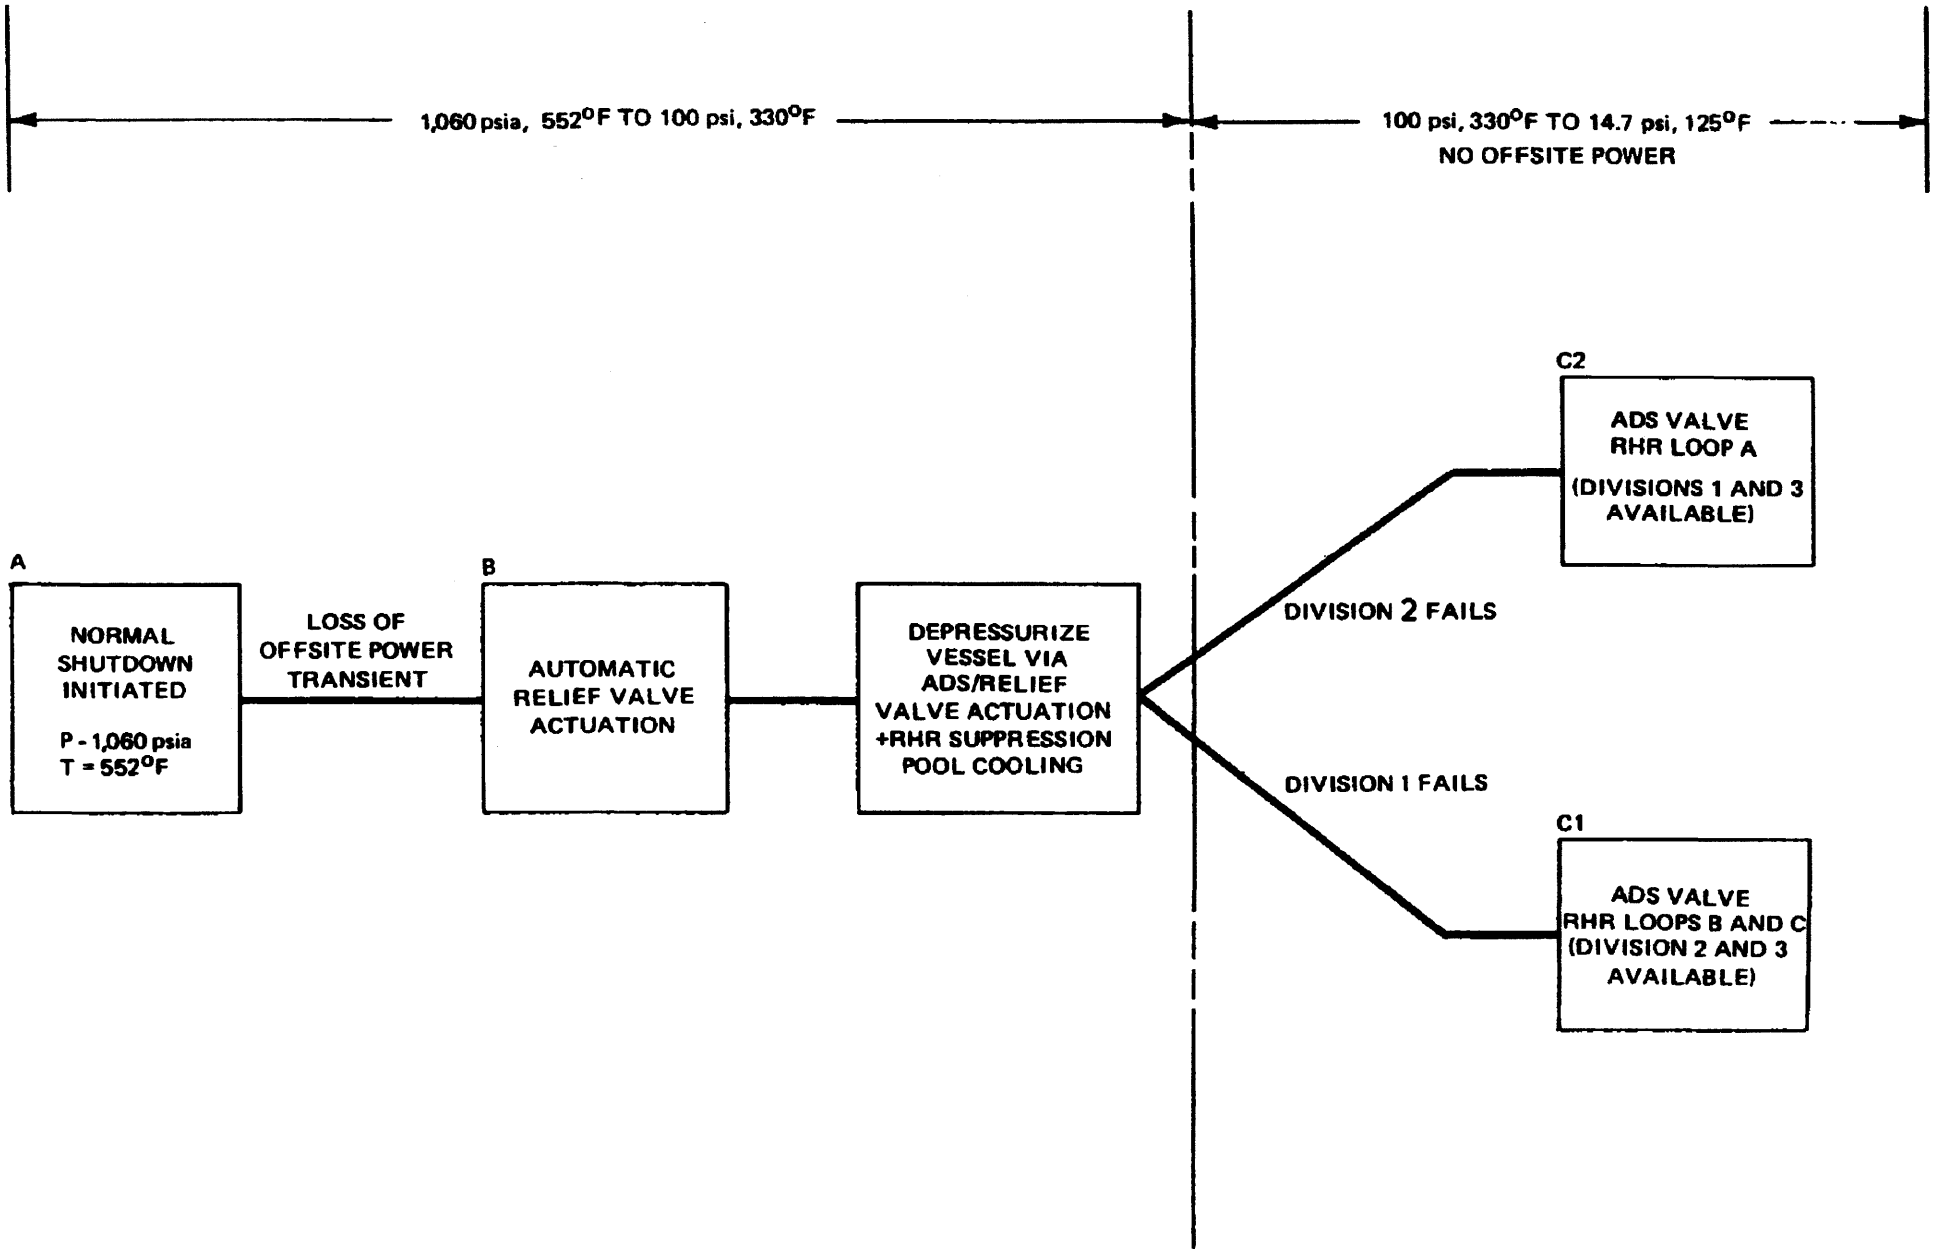 1,060 psia, 552°F TO 100 psi, 330°F
100 psi, 330°F TO 14.7 psi, 125°F
NO OFFSITE POWER
A
NORMAL
SHUTDOWN
INITIATED
P - 1,060 psia
T = 552°F
LOSS OF
OFFSITE POWER
TRANSIENT
B
AUTOMATIC
RELIEF VALVE
ACTUATION
DEPRESSURIZE
VESSEL VIA
ADS/RELIEF
VALVE ACTUATION
+RHR SUPPRESSION
POOL COOLING
DIVISION 2 FAILS
C2
ADS VALVE
RHR LOOP A
(DIVISIONS 1 AND 3
AVAILABLE)
DIVISION 1 FAILS
C1
ADS VALVE
RHR LOOPS B AND C
(DIVISION 2 AND 3
AVAILABLE)